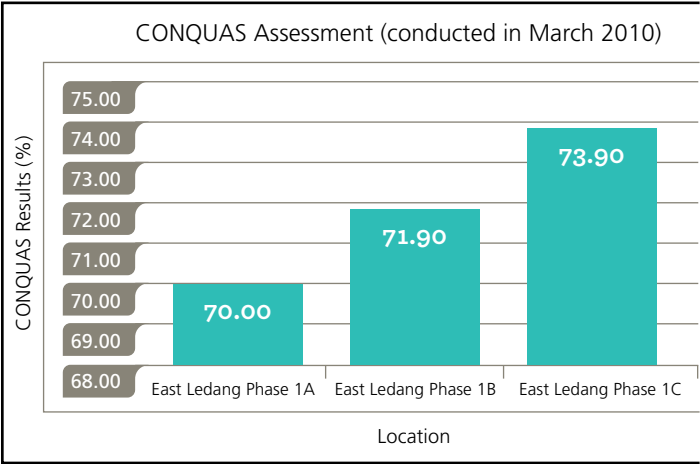 CONQUAS Assessment (conducted in March 2010)
CONQUAS Results (%)
75.00
74.00
73.00
72.00
71.00
70.00
69.00
68.00
70.00
71.90
73.90
East Ledang Phase 1A
East Ledang Phase 1B
East Ledang Phase 1C
Location